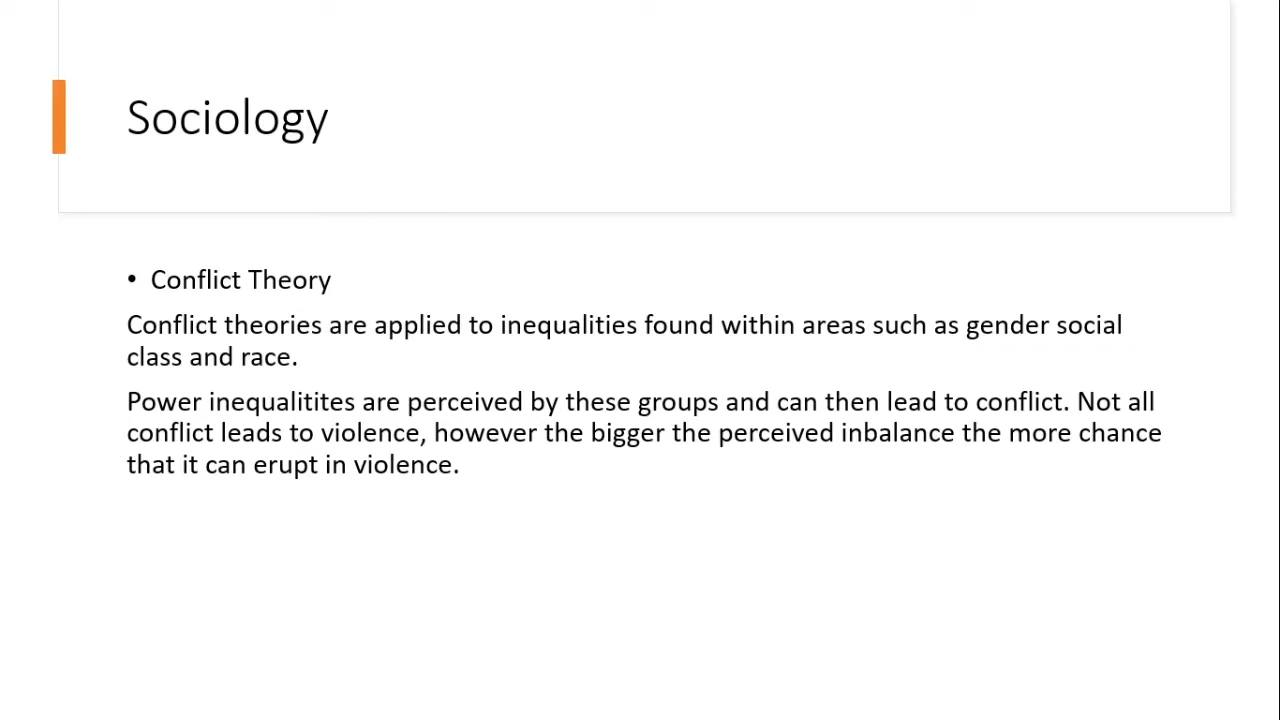 Sociology
• Conflict Theory
Conflict theories are applied to inequalities found within areas such as gender social
class and race.
Power inequalitites are perceived by these groups and can then lead to conflict. Not all
conflict leads to violence, however the bigger the perceived inbalance the more chance
that it can erupt in violence.